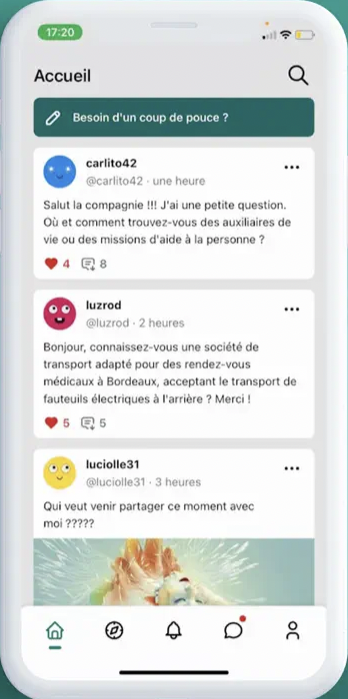 17:20
Accueil
Besoin d'un coup de pouce ?
carlito42
@carlito42 · une heure
Salut la compagnie !!! J'ai une petite question.
Où et comment trouvez-vous des auxiliaires de
vie ou des missions d'aide à la personne ?
4 8
luzrod
@luzrod · 2 heures
Bonjour, connaissez-vous une société de
transport adapté pour des rendez-vous
médicaux à Bordeaux, acceptant le transport de
fauteuils électriques à l'arrière ? Merci !
5 5
luciolle31
@luciolle31 · 3 heures
Qui veut venir partager ce moment avec
moi ?????